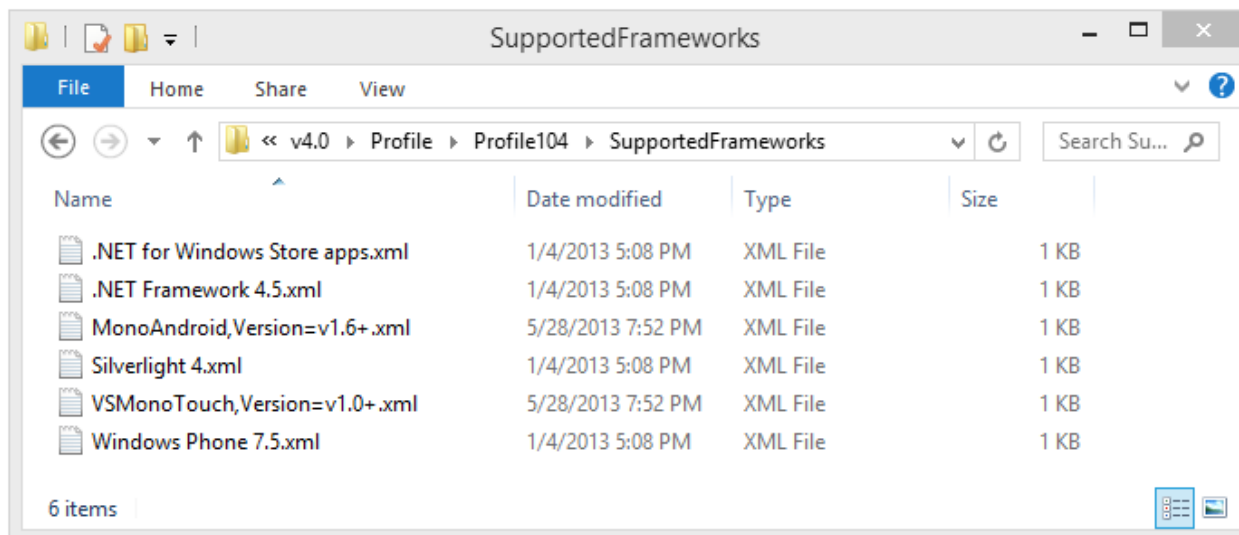 SupportedFrameworks
File Home Share View
« v4.0 Profile Profile104 SupportedFrameworks Search Su...
Name Date modified Type Size
.NET for Windows Store apps.xml 1/4/2013 5:08 PM XML File 1 KB
.NET Framework 4.5.xml 1/4/2013 5:08 PM XML File 1 KB
MonoAndroid,Version=v1.6+.xml 5/28/2013 7:52 PM XML File 1 KB
Silverlight 4.xml 1/4/2013 5:08 PM XML File 1 KB
VSMonoTouch,Version=v1.0+.xml 5/28/2013 7:52 PM XML File 1 KB
Windows Phone 7.5.xml 1/4/2013 5:08 PM XML File 1 KB
6 items